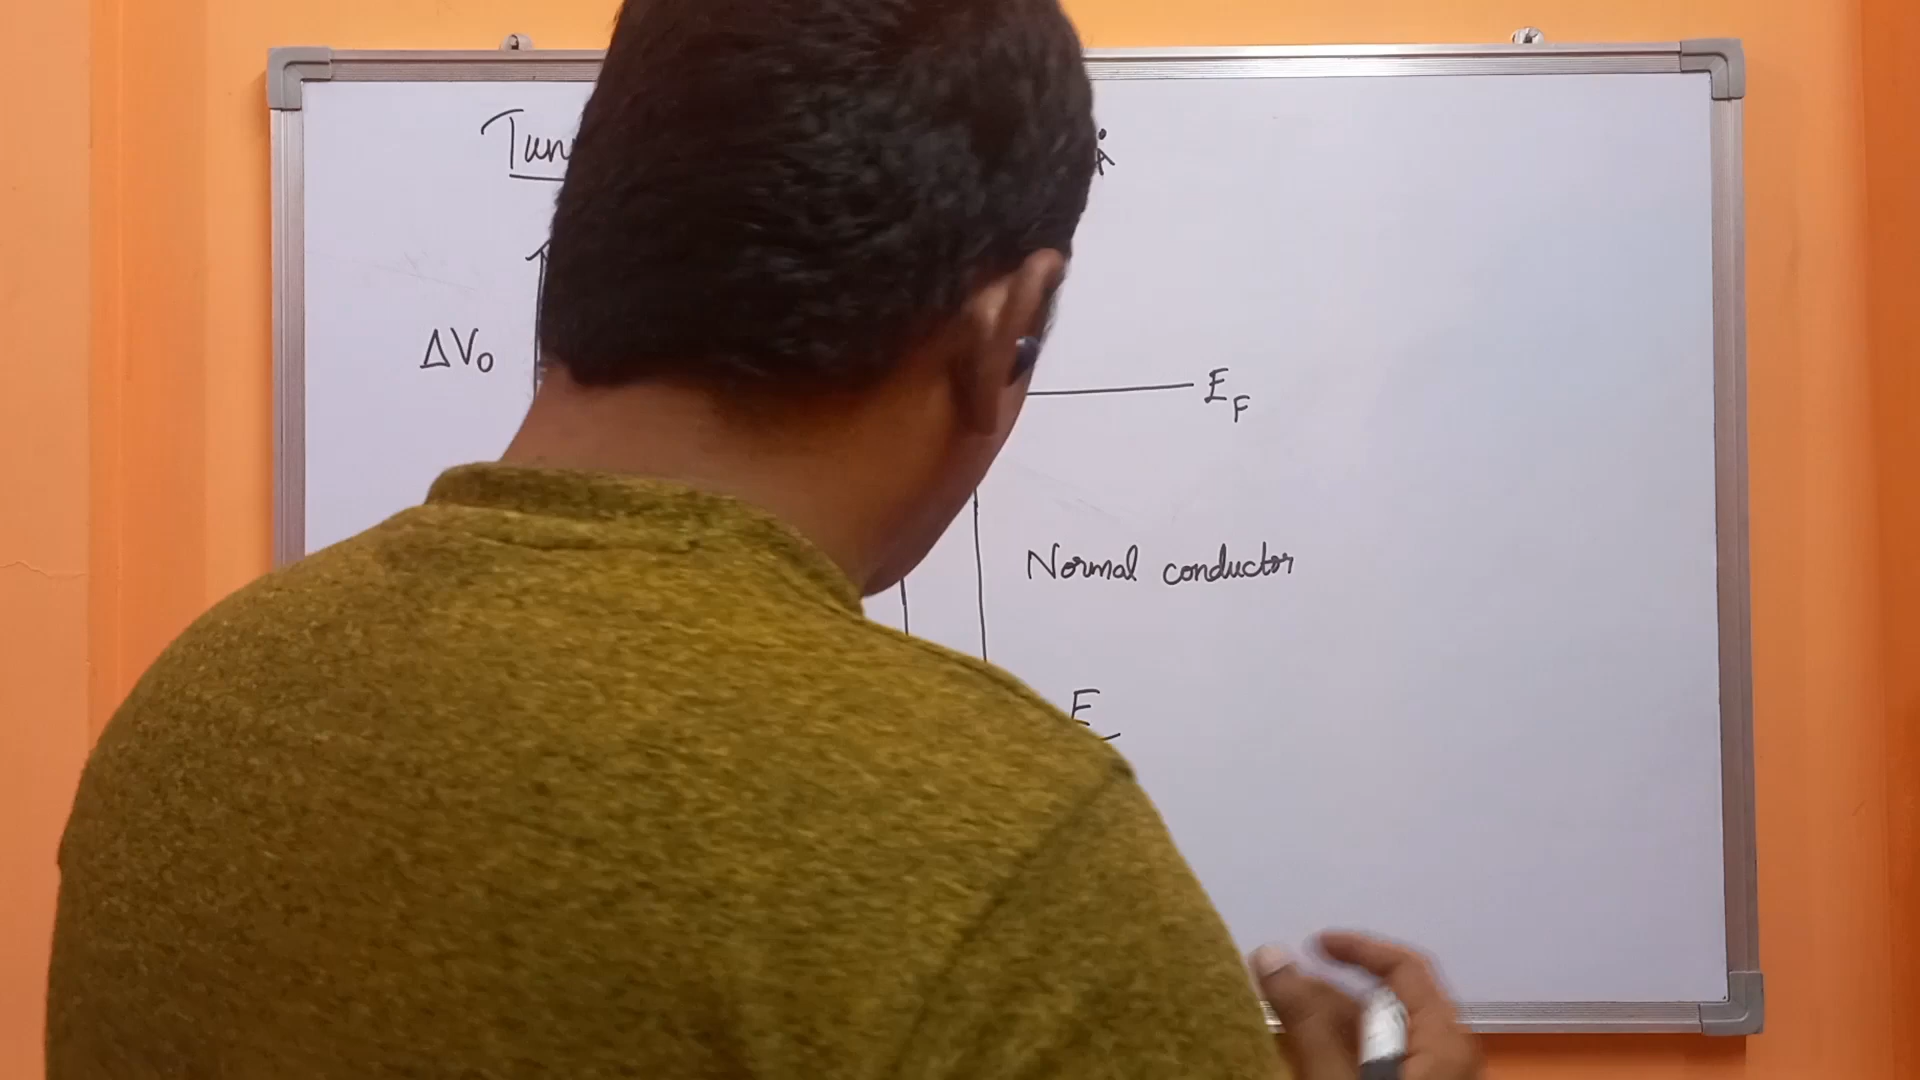 Tun
Å
ΔV₀
E_F
Normal conductor
E